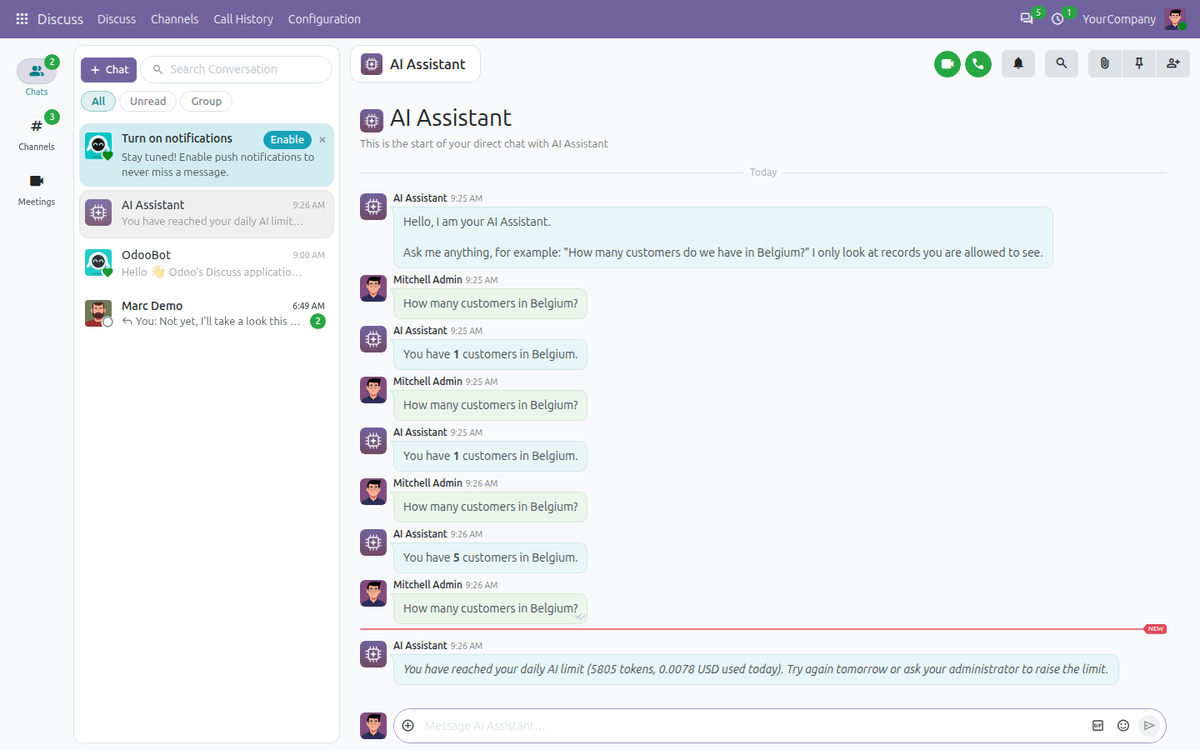 Discuss Discuss Channels Call History Configuration 5 1 YourCompany
2
Chats
3
Channels
Meetings
+ Chat Search Conversation
All Unread Group
Turn on notifications Enable ×
Stay tuned! Enable push notifications to
never miss a message.
AI Assistant 9:26 AM
You have reached your daily AI limit…
OdooBot 9:00 AM
Hello 👋 Odoo's Discuss applicatio…
Marc Demo 6:49 AM
You: Not yet, I'll take a look this … 2
AI Assistant
AI Assistant
This is the start of your direct chat with AI Assistant
Today
AI Assistant 9:25 AM
Hello, I am your AI Assistant.
Ask me anything, for example: "How many customers do we have in Belgium?" I only look at records you are allowed to see.
Mitchell Admin 9:25 AM
How many customers in Belgium?
AI Assistant 9:25 AM
You have 1 customers in Belgium.
Mitchell Admin 9:25 AM
How many customers in Belgium?
AI Assistant 9:25 AM
You have 1 customers in Belgium.
Mitchell Admin 9:25 AM
How many customers in Belgium?
AI Assistant 9:26 AM
You have 5 customers in Belgium.
Mitchell Admin 9:26 AM
How many customers in Belgium?
NEW
AI Assistant 9:26 AM
You have reached your daily AI limit (5805 tokens, 0.0078 USD used today). Try again tomorrow or ask your administrator to raise the limit.
Message AI Assistant… GIF